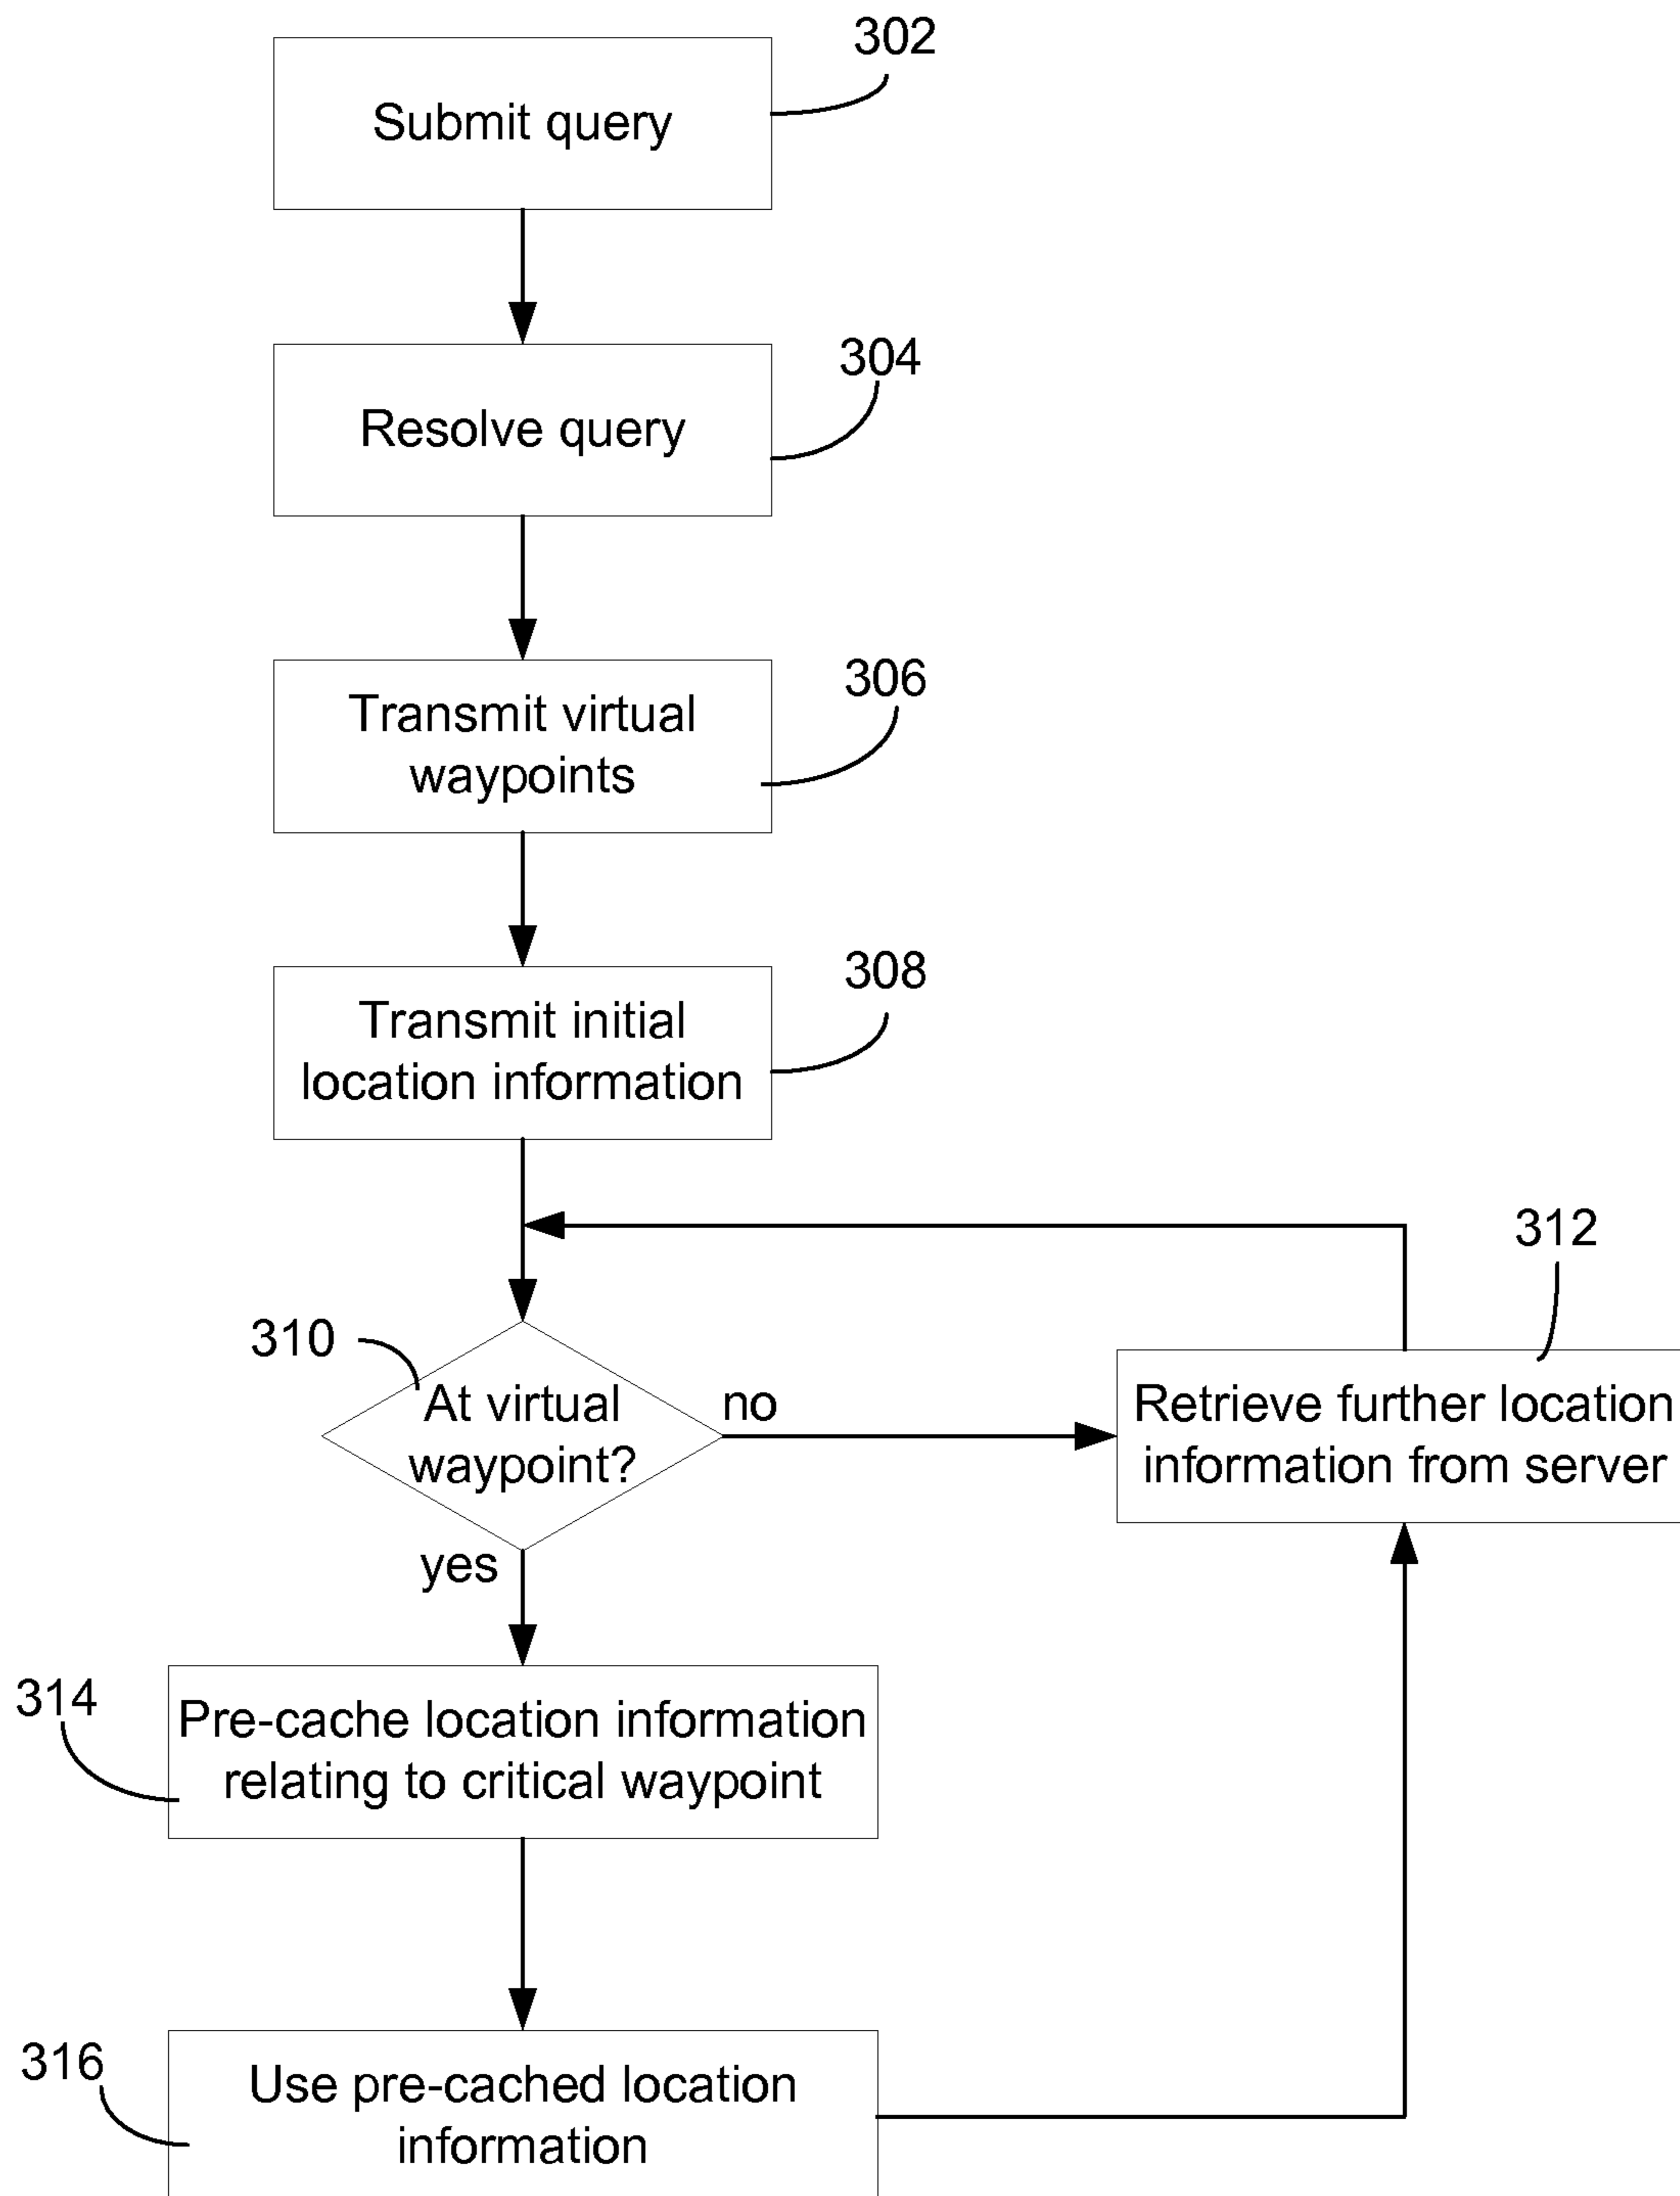 302
Submit query
304
Resolve query
306
Transmit virtual
waypoints
308
Transmit initial
location information
312
310
At virtual
waypoint?
no
Retrieve further location
information from server
yes
314
Pre-cache location information
relating to critical waypoint
316
Use pre-cached location
information